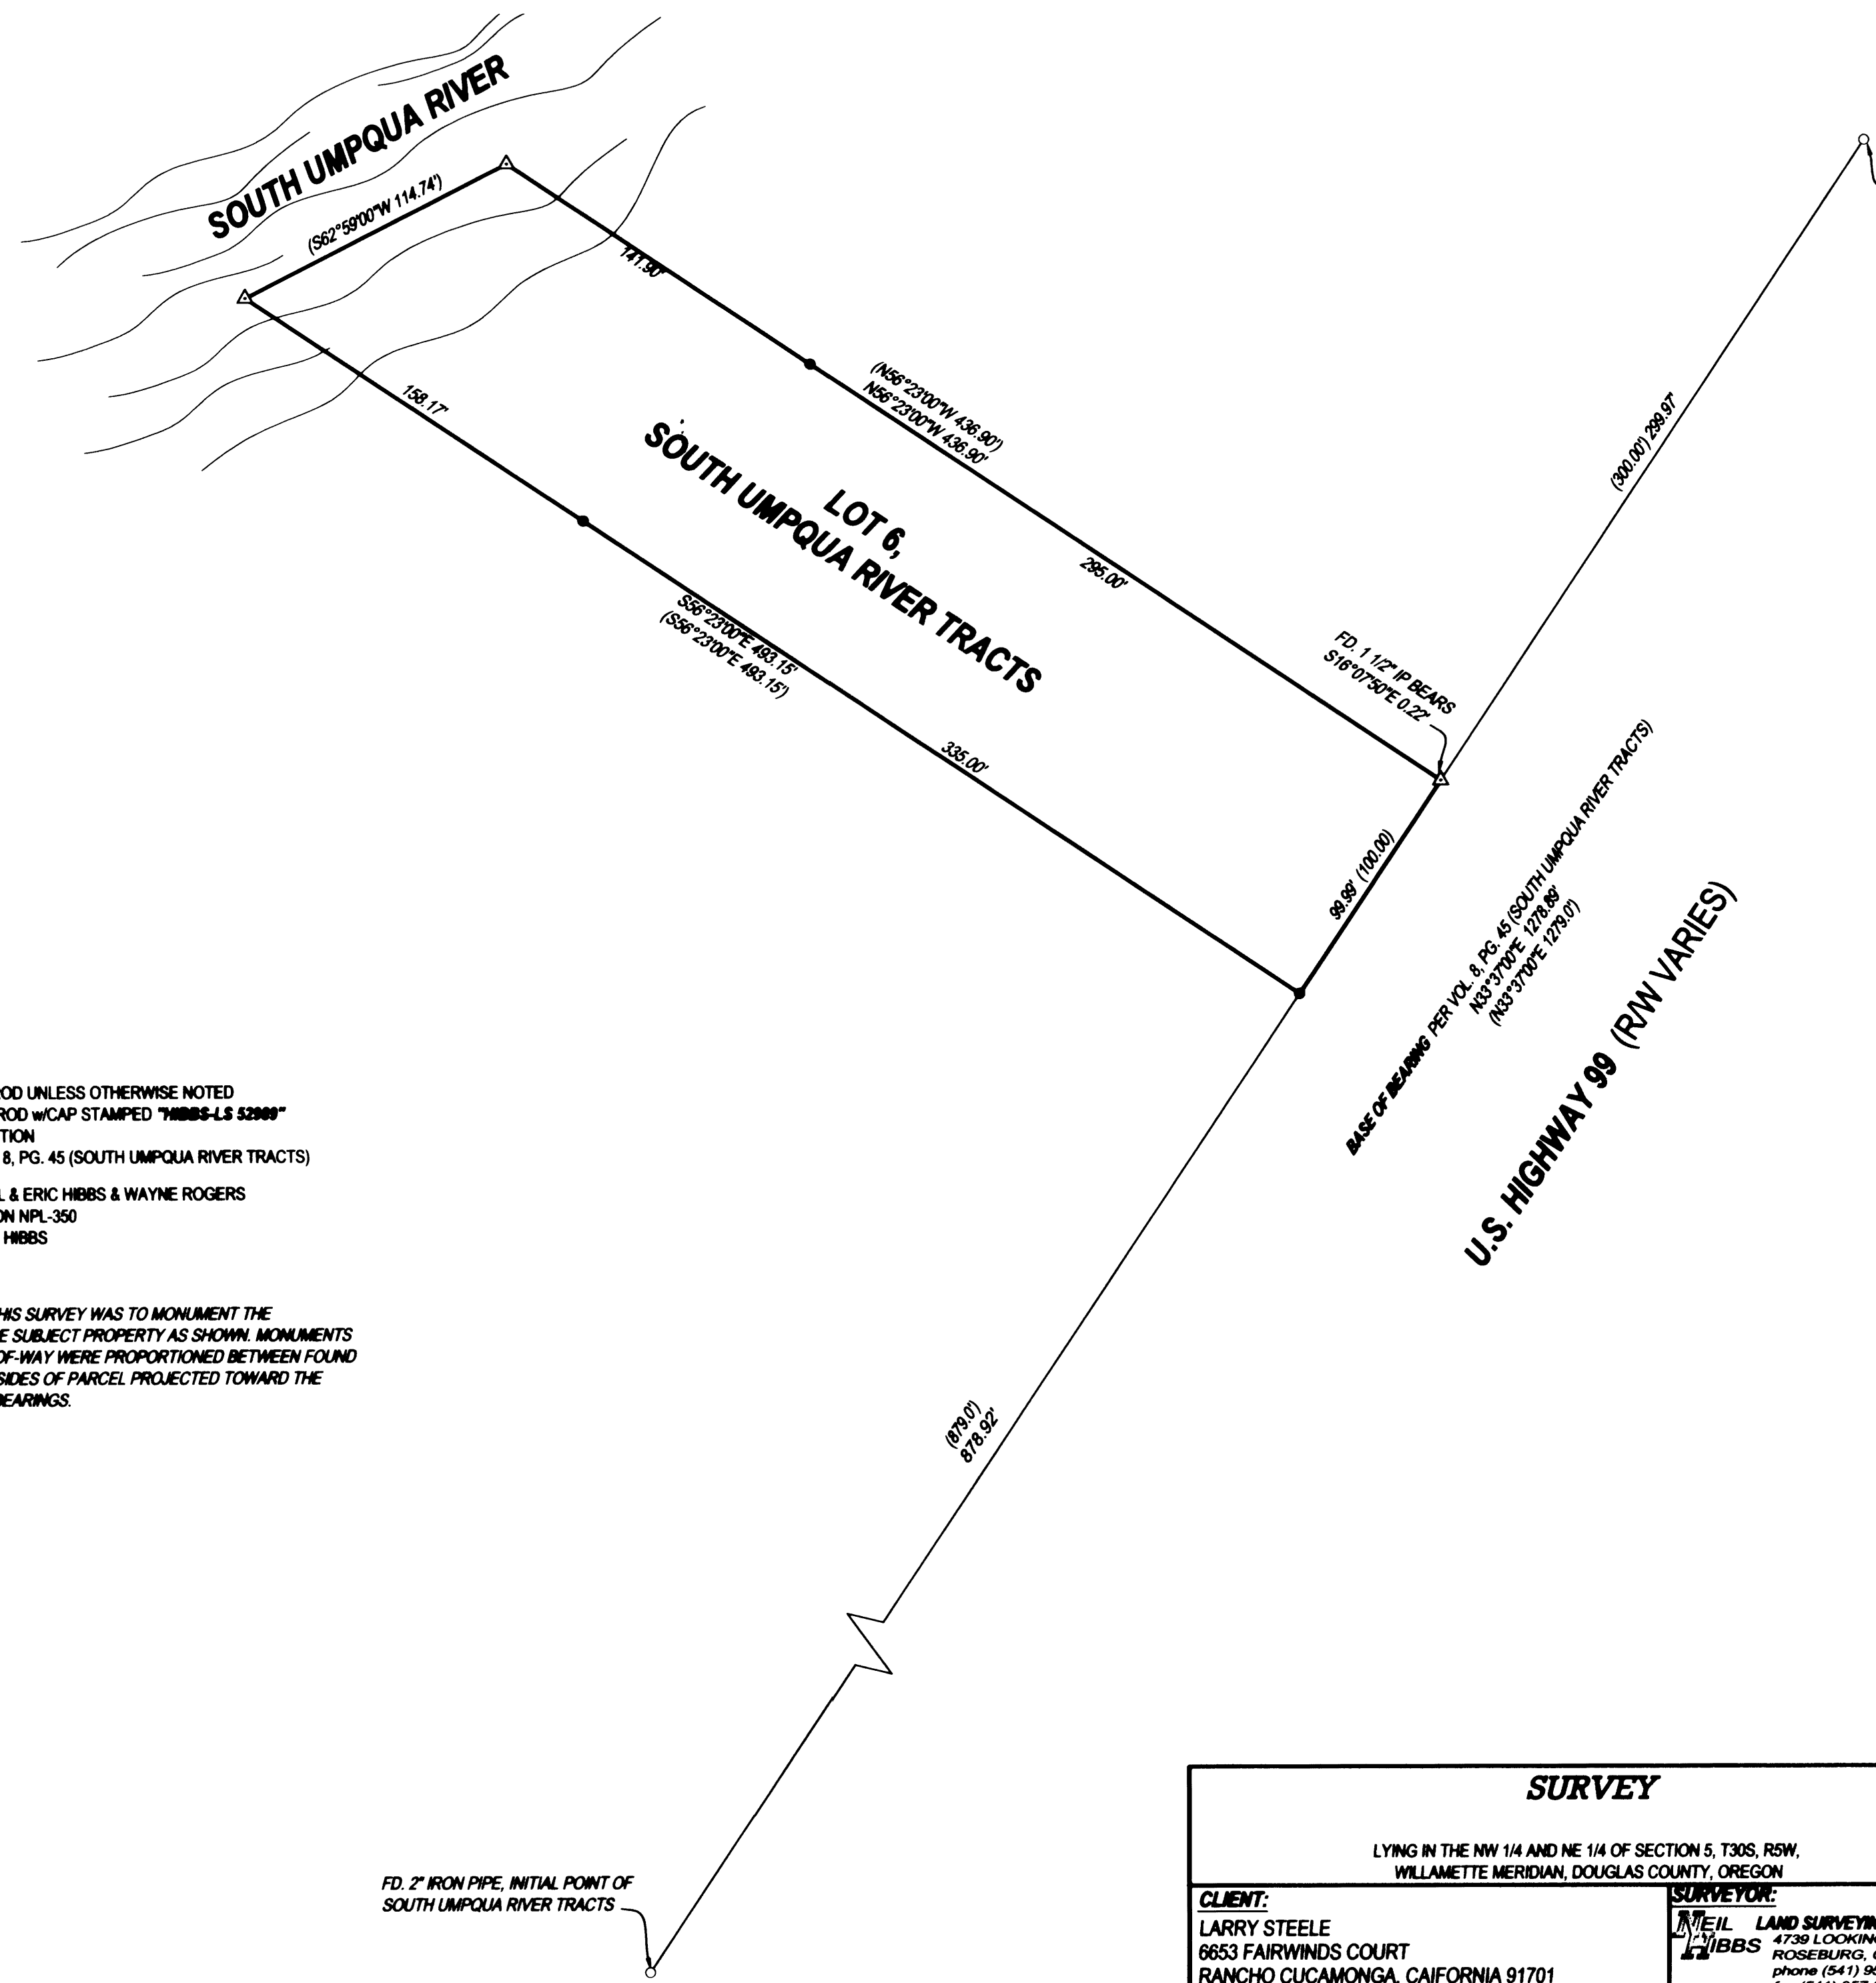 SOUTH UMPQUA RIVER
(S62°59'00"W 114.74')
141.90'
158.17'
(N56°23'00"W 436.90')
N56°23'00"W 436.90'
(300.00') 299.97'
LOT 6,
SOUTH UMPQUA RIVER TRACTS
295.00'
S56°23'00"E 493.15'
(S56°23'00"E 493.15')
335.00'
FD. 1 1/2" IP BEARS
S16°07'50"E 0.22'
99.99' (100.00)
BASE OF BEARING PER VOL. 8, PG. 45 (SOUTH UMPQUA RIVER TRACTS)
N33°37'00"E 1278.89'
(N33°37'00"E 1279.0')
U.S. HIGHWAY 99 (R/W VARIES)
OD UNLESS OTHERWISE NOTED
ROD w/CAP STAMPED "HIBBS-LS 52989"
TION
8, PG. 45 (SOUTH UMPQUA RIVER TRACTS)
L & ERIC HIBBS & WAYNE ROGERS
ON NPL-350
HIBBS
HIS SURVEY WAS TO MONUMENT THE
E SUBJECT PROPERTY AS SHOWN. MONUMENTS
OF-WAY WERE PROPORTIONED BETWEEN FOUND
SIDES OF PARCEL PROJECTED TOWARD THE
EARINGS.
(879.0')
878.92'
FD. 2" IRON PIPE, INITIAL POINT OF
SOUTH UMPQUA RIVER TRACTS
SURVEY
LYING IN THE NW 1/4 AND NE 1/4 OF SECTION 5, T30S, R5W,
WILLAMETTE MERIDIAN, DOUGLAS COUNTY, OREGON
CLIENT:
LARRY STEELE
6653 FAIRWINDS COURT
RANCHO CUCAMONGA, CAIFORNIA 91701
SURVEYOR:
NEIL HIBBS
LAND SURVEYIN
4739 LOOKING
ROSEBURG,
phone (541) 95